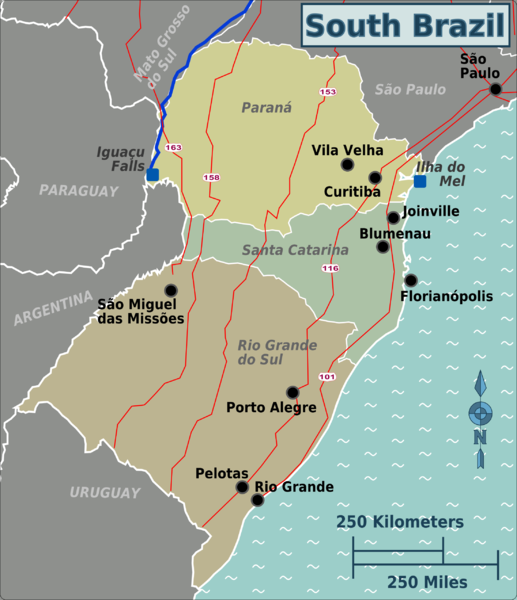 South Brazil
Mato Grosso
do Sul
São
Paulo
São Paulo
153
Paraná
163
Iguaçu
Falls
Vila Velha
158
Curitiba
Ilha do
Mel
PARAGUAY
Joinville
Blumenau
Santa Catarina
116
São Miguel
das Missões
Florianópolis
ARGENTINA
Rio Grande
do Sul
101
Porto Alegre
N
Pelotas
Rio Grande
URUGUAY
250 Kilometers
250 Miles